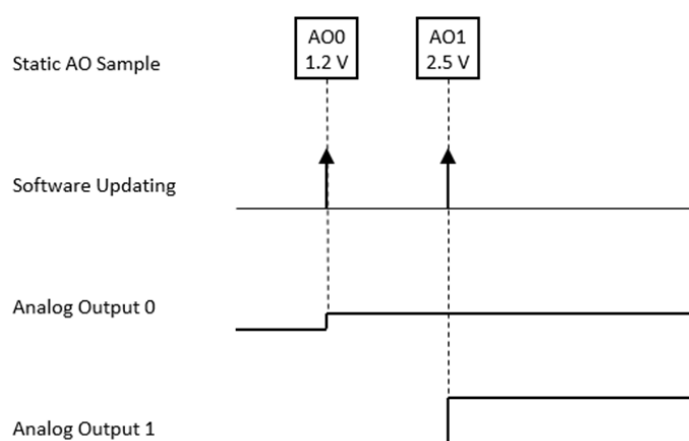 Static AO Sample
AO0
1.2 V
AO1
2.5 V
Software Updating
Analog Output 0
Analog Output 1